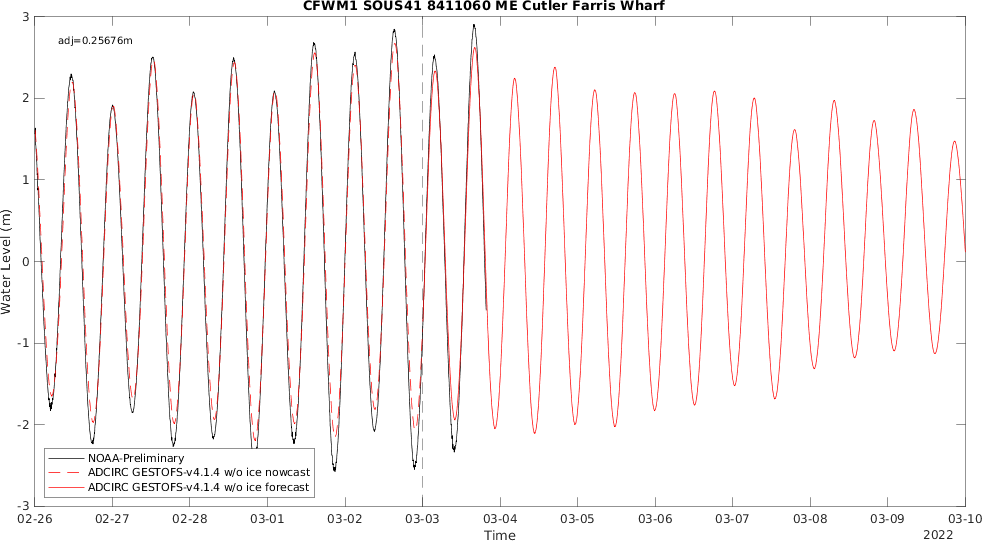 CFWM1 SOUS41 8411060 ME Cutler Farris Wharf
adj=0.25676m
3
2
1
0
-1
-2
-3
Water Level (m)
NOAA-Preliminary
ADCIRC GESTOFS-v4.1.4 w/o ice nowcast
ADCIRC GESTOFS-v4.1.4 w/o ice forecast
02-26 02-27 02-28 03-01 03-02 03-03 03-04 03-05 03-06 03-07 03-08 03-09 03-10
Time
2022